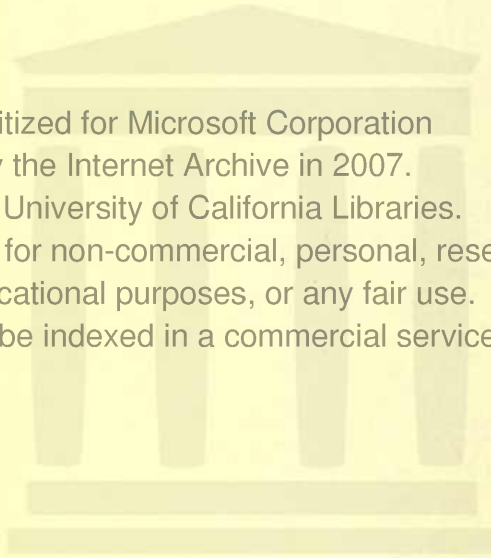 itized for Microsoft Corporation
the Internet Archive in 2007.
University of California Libraries.
for non-commercial, personal, rese
cational purposes, or any fair use.
be indexed in a commercial service